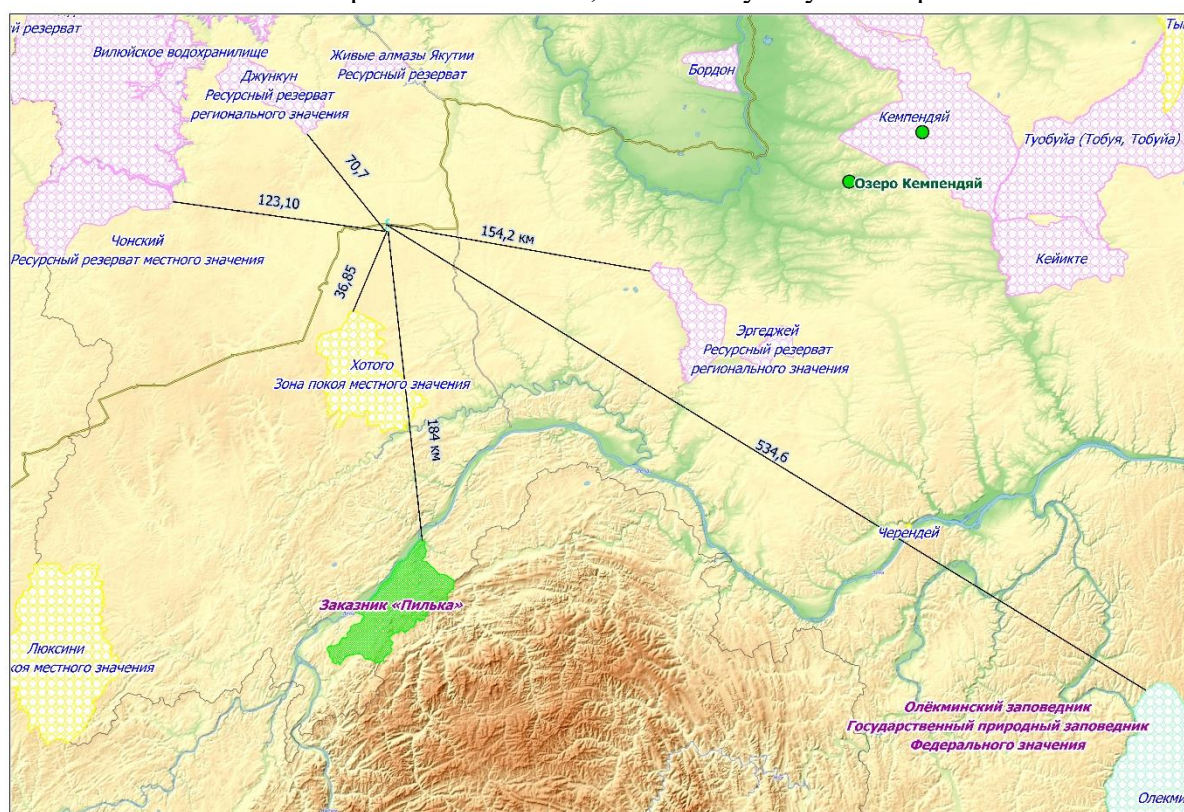 й резерват
Вилюйское водохранилище
Джункун
Ресурсный резерват
регионального значения
Живые алмазы Якутии
Ресурсный резерват
Бордон
Кемпендяй
Туобуйа (Тобуя, Тобуйа)
Озеро Кемпендяй
70,7
123,10
154,2 км
Чонский
Ресурсный резерват местного значения
Кейикте
36,85
Эргеджей
Ресурсный резерват
регионального значения
Хотого
Зона покоя местного значения
184 км
534,6
Черендей
Заказник «Пилька»
Люксини
коя местного значения
Олёкминский заповедник
Государственный природный заповедник
Федерального значения
Олекми